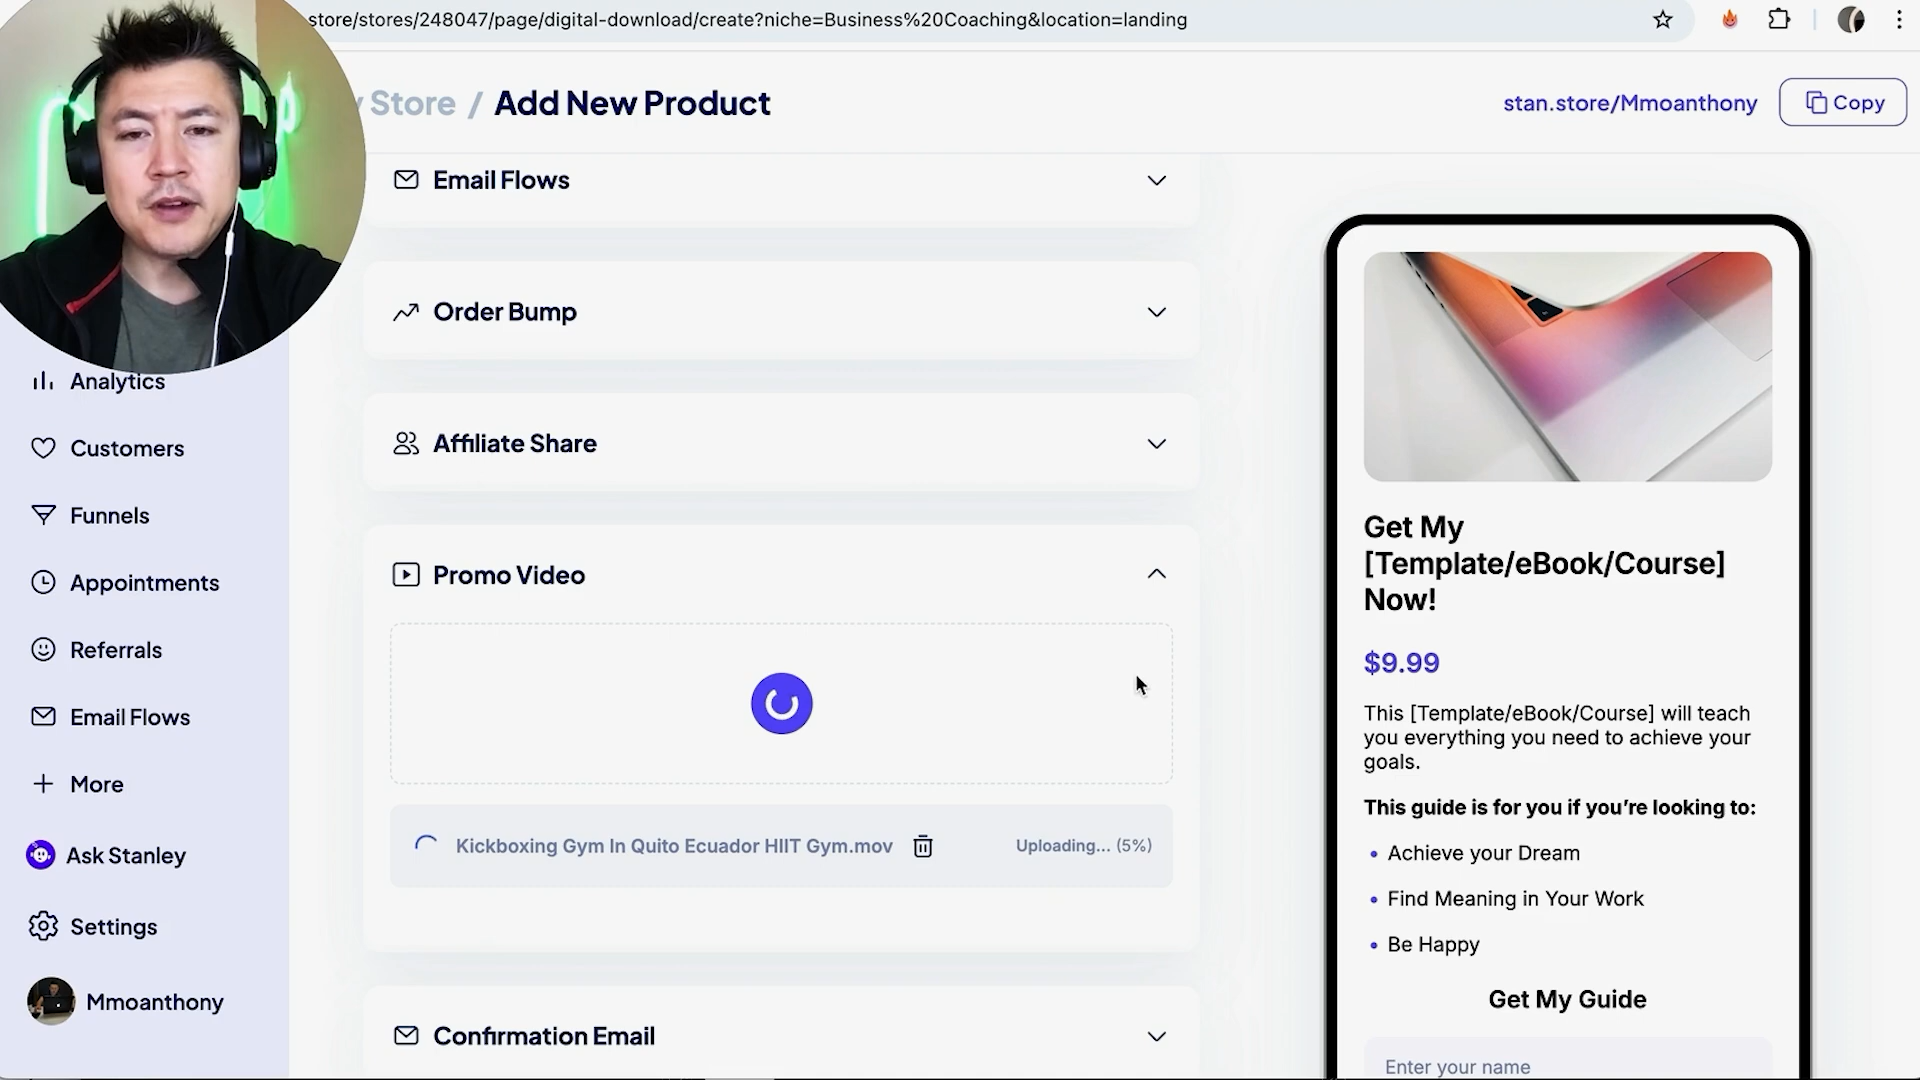 store/stores/248047/page/digital-download/create?niche=Business%20Coaching&location=landing
Store / Add New Product
stan.store/Mmoanthony
Copy
Analytics
Customers
Funnels
Appointments
Referrals
Email Flows
More
Ask Stanley
Settings
Mmoanthony
Email Flows
Order Bump
Affiliate Share
Promo Video
Kickboxing Gym In Quito Ecuador HIIT Gym.mov
Uploading... (5%)
Confirmation Email
Get My
[Template/eBook/Course]
Now!
$9.99
This [Template/eBook/Course] will teach
you everything you need to achieve your
goals.
This guide is for you if you’re looking to:
• Achieve your Dream
• Find Meaning in Your Work
• Be Happy
Get My Guide
Enter your name